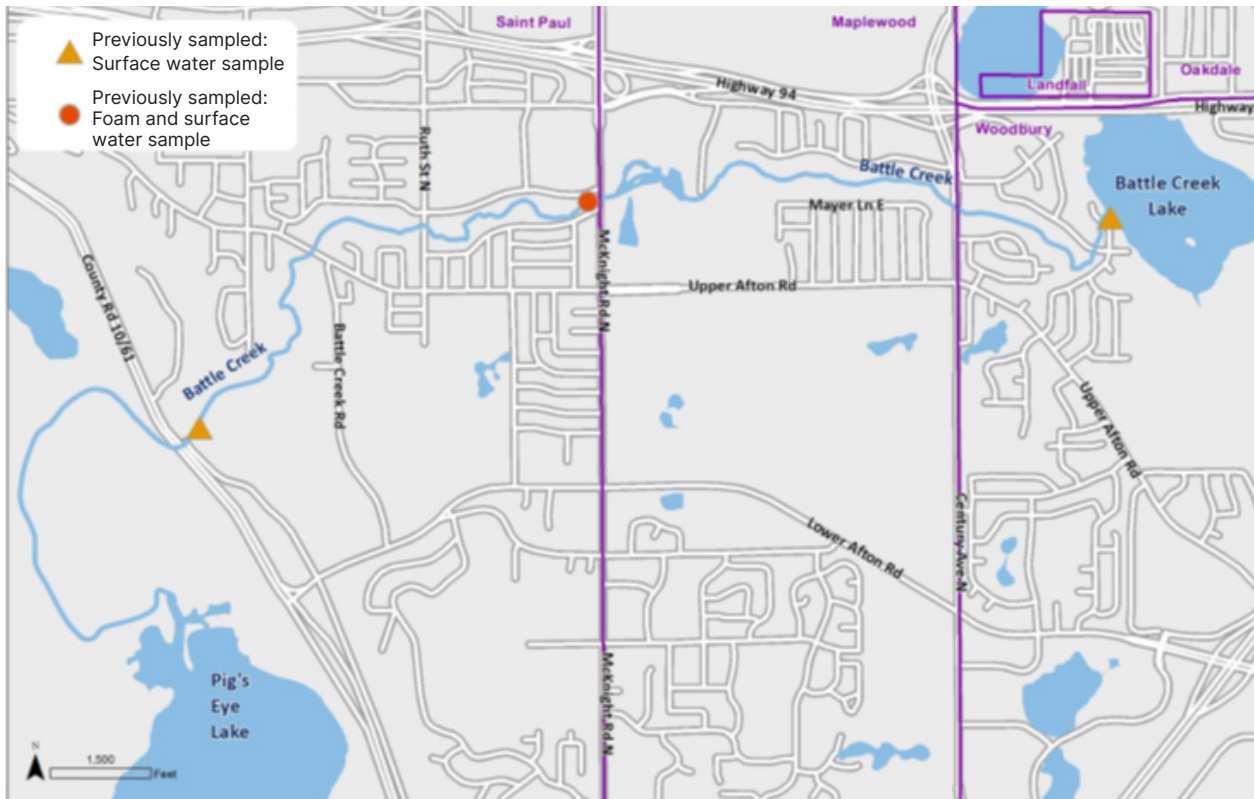 Previously sampled:
Surface water sample
Previously sampled:
Foam and surface
water sample
Saint Paul
Maplewood
Landfall
Oakdale
Highway 94
Highway
Woodbury
Ruth St N
Battle Creek
Battle Creek
Lake
Mayer Ln E
McKnight Rd N
Upper Afton Rd
County Rd 10/61
Battle Creek
Battle Creek Rd
Upper Afton Rd
Century Ave N
Lower Afton Rd
McKnight Rd N
Pig's
Eye
Lake
N
1,500
Feet